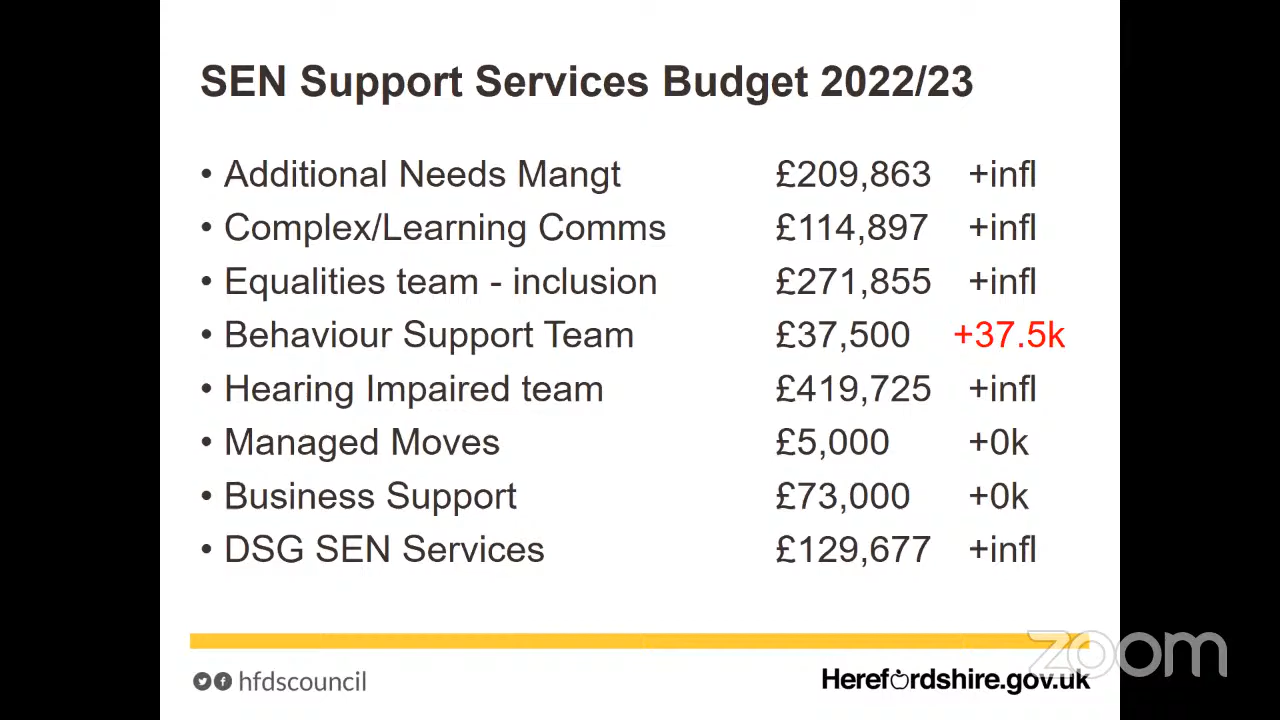 SEN Support Services Budget 2022/23
• Additional Needs Mangt £209,863 +infl
• Complex/Learning Comms £114,897 +infl
• Equalities team - inclusion £271,855 +infl
• Behaviour Support Team £37,500 +37.5k
• Hearing Impaired team £419,725 +infl
• Managed Moves £5,000 +0k
• Business Support £73,000 +0k
• DSG SEN Services £129,677 +infl
zoom
hfdscouncil
Herefordshire.gov.uk